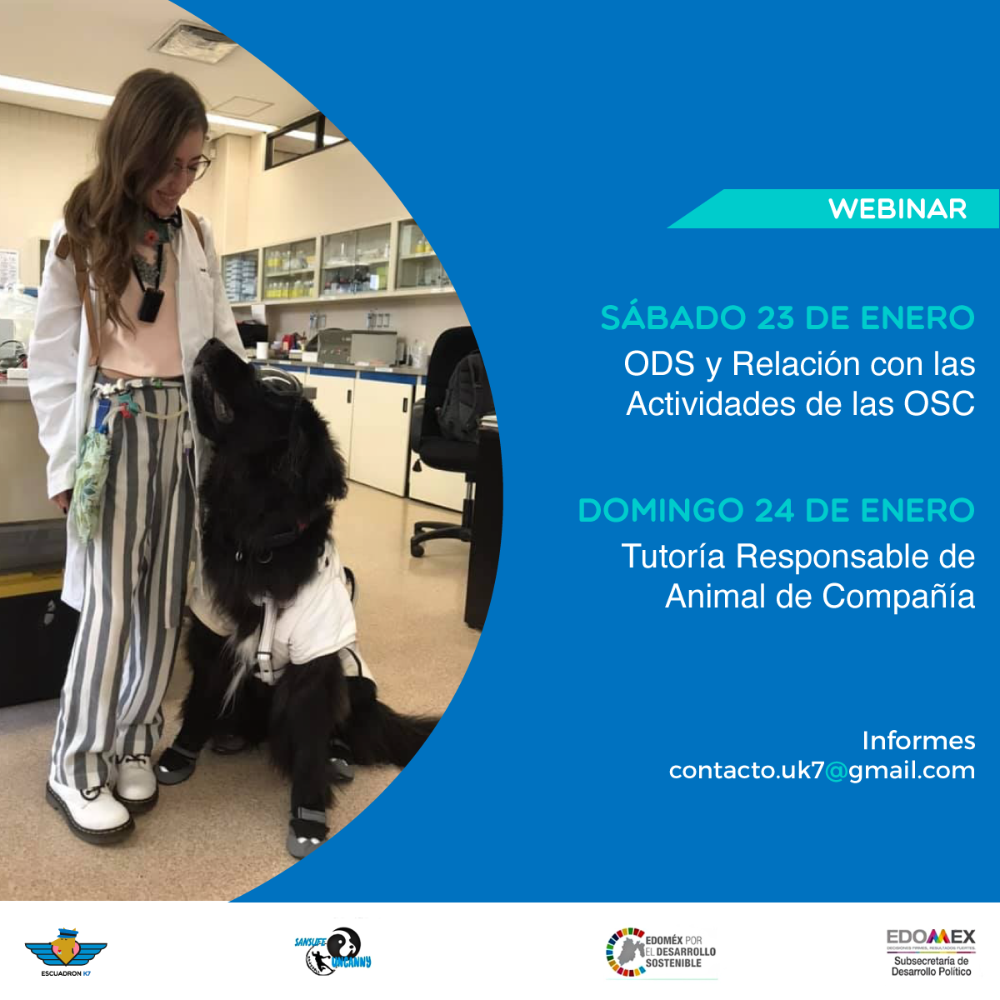 WEBINAR
SÁBADO 23 DE ENERO
ODS y Relación con las
Actividades de las OSC
DOMINGO 24 DE ENERO
Tutoría Responsable de
Animal de Compañía
Informes
contacto.uk7@gmail.com
ESCUADRON K7
SANSLIFE
UNCANNY
EDOMÉX POR
EL DESARROLLO
SOSTENIBLE
EDOMEX
DECISIONES FIRMES, RESULTADOS FUERTES.
Subsecretaría de
Desarrollo Político